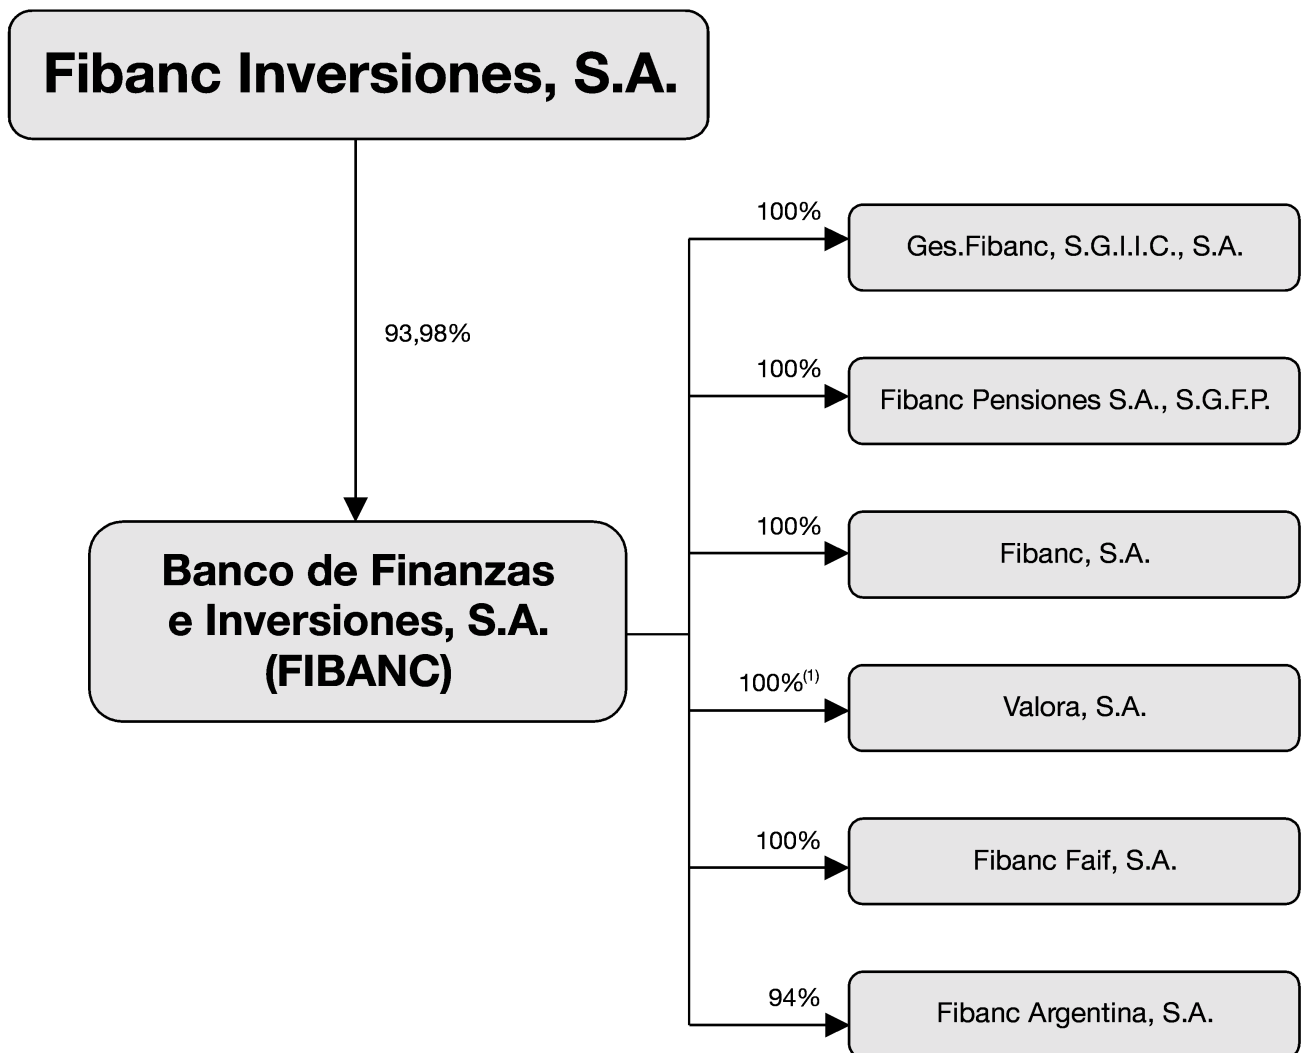 Fibanc Inversiones, S.A.
100%
Ges.Fibanc, S.G.I.I.C., S.A.
93,98%
100%
Fibanc Pensiones S.A., S.G.F.P.
100%
Fibanc, S.A.
Banco de Finanzas
e Inversiones, S.A.
(FIBANC)
100%(1)
Valora, S.A.
100%
Fibanc Faif, S.A.
94%
Fibanc Argentina, S.A.